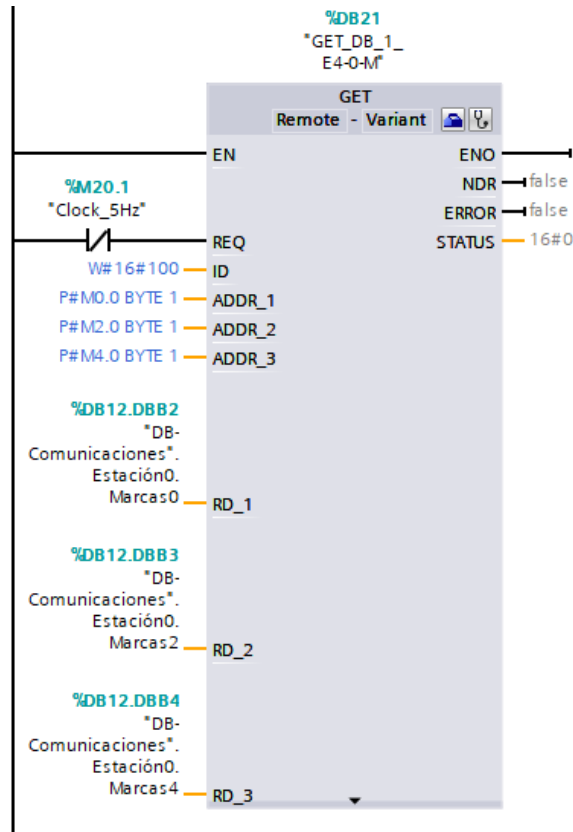 %DB21
"GET_DB_1_
E4-0-M"
GET
Remote - Variant
EN
ENO
NDR
false
%M20.1
"Clock_5Hz"
ERROR
false
REQ
STATUS
16#0
W#16#100
ID
P#M0.0 BYTE 1
ADDR_1
P#M2.0 BYTE 1
ADDR_2
P#M4.0 BYTE 1
ADDR_3
%DB12.DBB2
"DB-
Comunicaciones".
Estación0.
Marcas0
RD_1
%DB12.DBB3
"DB-
Comunicaciones".
Estación0.
Marcas2
RD_2
%DB12.DBB4
"DB-
Comunicaciones".
Estación0.
Marcas4
RD_3